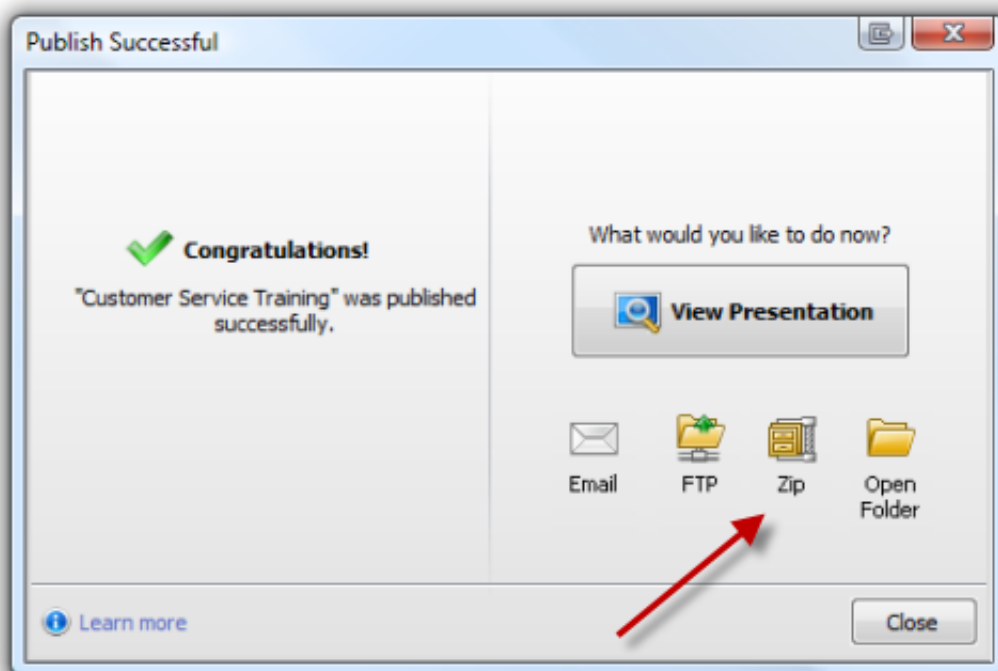 Publish Successful
Congratulations!
"Customer Service Training" was published
successfully.
What would you like to do now?
View Presentation
Email
FTP
Zip
Open
Folder
Learn more
Close